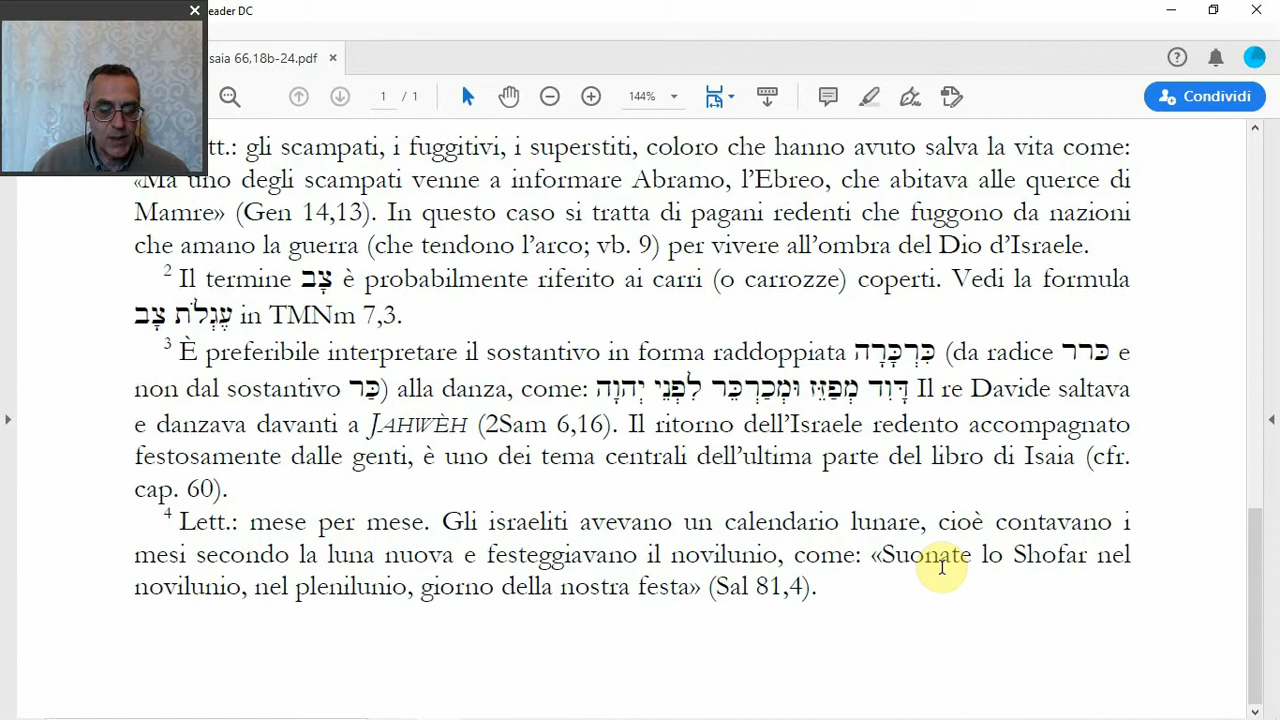 eader DC
saia 66,18b-24.pdf
1 / 1
144%
Condividi
tt.: gli scampati, i fuggitivi, i superstiti, coloro che hanno avuto salva la vita come:
«Ma uno degli scampati venne a informare Abramo, l’Ebreo, che abitava alle querce di
Mamre» (Gen 14,13). In questo caso si tratta di pagani redenti che fuggono da nazioni
che amano la guerra (che tendono l’arco; vb. 9) per vivere all’ombra del Dio d’Israele.
2 Il termine צָב è probabilmente riferito ai carri (o carrozze) coperti. Vedi la formula
עֶגְלֹת צָב in TMNm 7,3.
3 È preferibile interpretare il sostantivo in forma raddoppiata כִּרְכָּרָה (da radice כרר e
non dal sostantivo כַּר) alla danza, come: דָּוִד מְפַזֵּז וּמְכַרְכֵּר לִפְנֵי יְהוָה Il re Davide saltava
e danzava davanti a JAHWÈH (2Sam 6,16). Il ritorno dell’Israele redento accompagnato
festosamente dalle genti, è uno dei tema centrali dell’ultima parte del libro di Isaia (cfr.
cap. 60).
4 Lett.: mese per mese. Gli israeliti avevano un calendario lunare, cioè contavano i
mesi secondo la luna nuova e festeggiavano il novilunio, come: «Suonate lo Shofar nel
novilunio, nel plenilunio, giorno della nostra festa» (Sal 81,4).